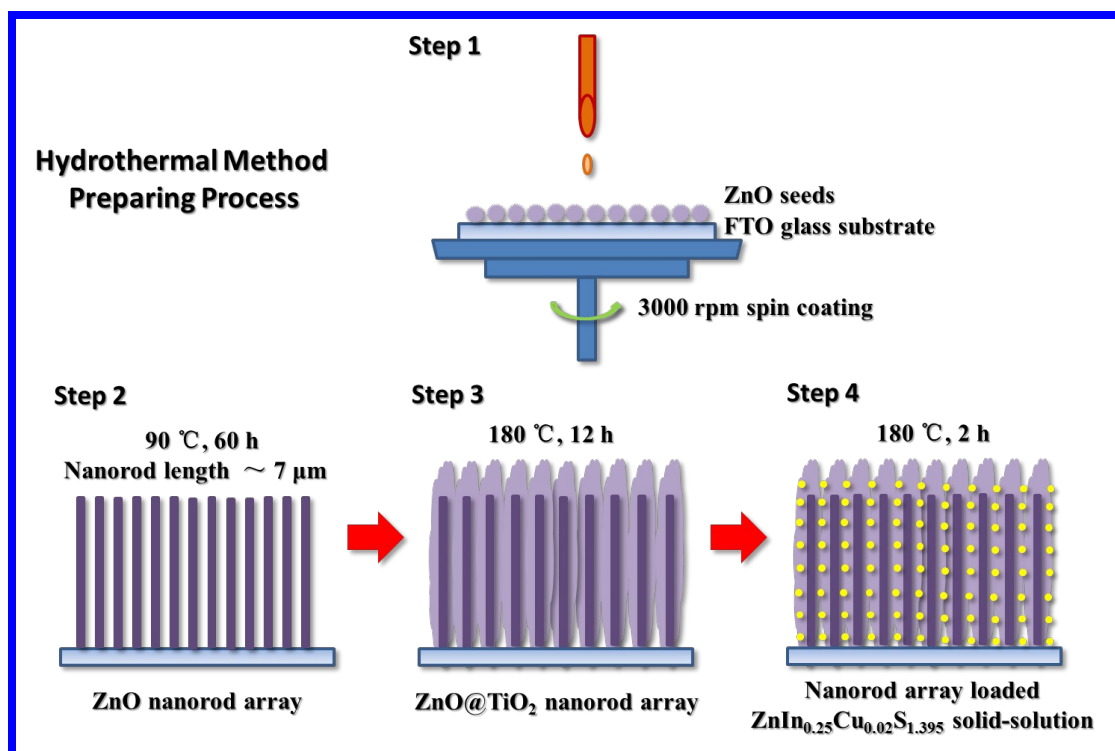 Step 1
Hydrothermal Method
Preparing Process
ZnO seeds
FTO glass substrate
3000 rpm spin coating
Step 2
90 ℃, 60 h
Nanorod length ～ 7 μm
ZnO nanorod array
Step 3
180 ℃, 12 h
ZnO@TiO₂ nanorod array
Step 4
180 ℃, 2 h
Nanorod array loaded
ZnIn₀.₂₅Cu₀.₀₂S₁.₃₉₅ solid-solution